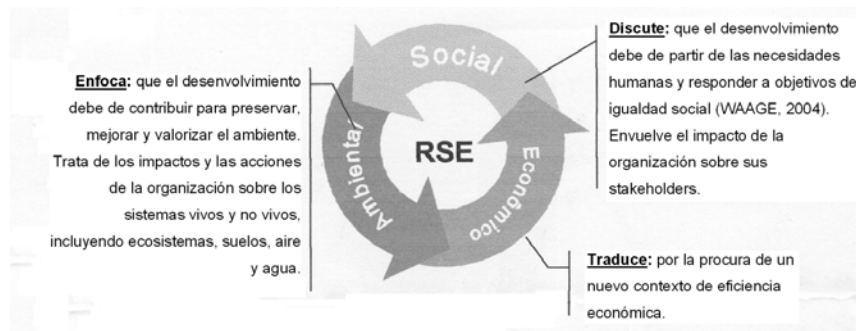 Enfoca: que el desenvolvimiento
debe de contribuir para preservar,
mejorar y valorizar el ambiente.
Trata de los impactos y las acciones
de la organización sobre los
sistemas vivos y no vivos,
incluyendo ecosistemas, suelos, aire
y agua.
Social
Ambiental
RSE
Económico
Discute: que el desenvolvimiento
debe de partir de las necesidades
humanas y responder a objetivos de
igualdad social (WAAGE, 2004).
Envuelve el impacto de la
organización sobre sus
stakeholders.
Traduce: por la procura de un
nuevo contexto de eficiencia
económica.